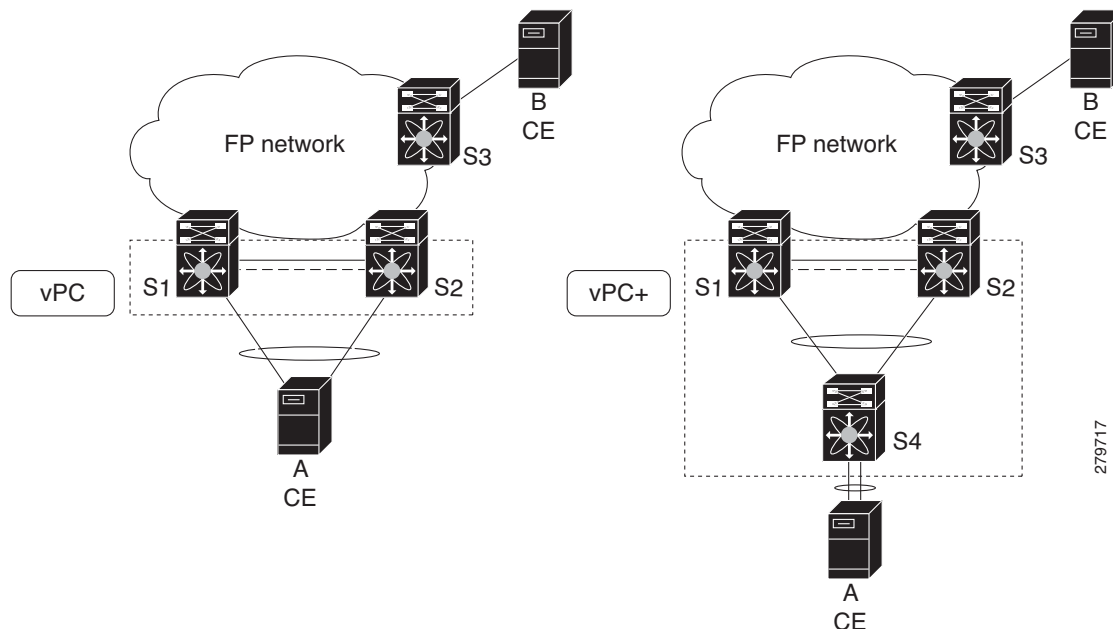 B
CE
FP network
S3
S1
S2
vPC
A
CE
B
CE
FP network
S3
S1
S2
vPC+
S4
A
CE
279717